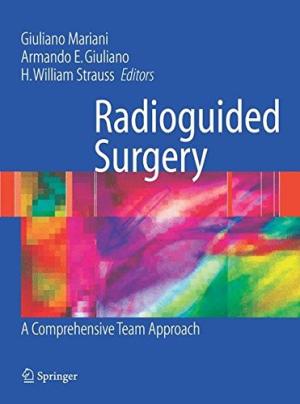 Giuliano Mariani
Armando E. Giuliano
H. William Strauss Editors
Radioguided
Surgery
A Comprehensive Team Approach
Springer